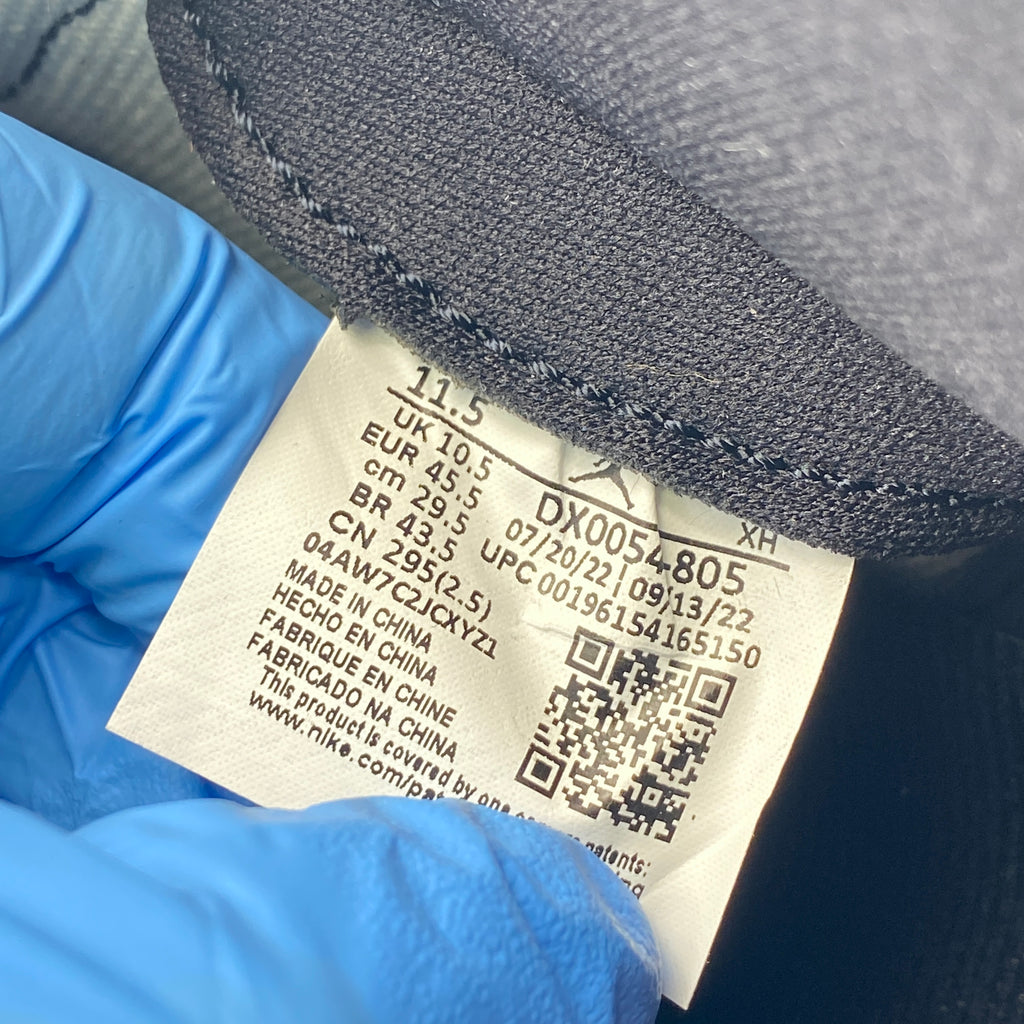 11.5
UK 10.5
EUR 45.5
cm 29.5
BR 43.5
CN 295(2.5)
04AW7C2JCXYZ1
MADE IN CHINA
HECHO EN CHINA
FABRIQUE EN CHINE
FABRICADO NA CHINA
This product is covered by one patents:
www.nike.com/pat
XH
DX0054 805
07/20/22 | 09/13/22
UPC 00196154165150